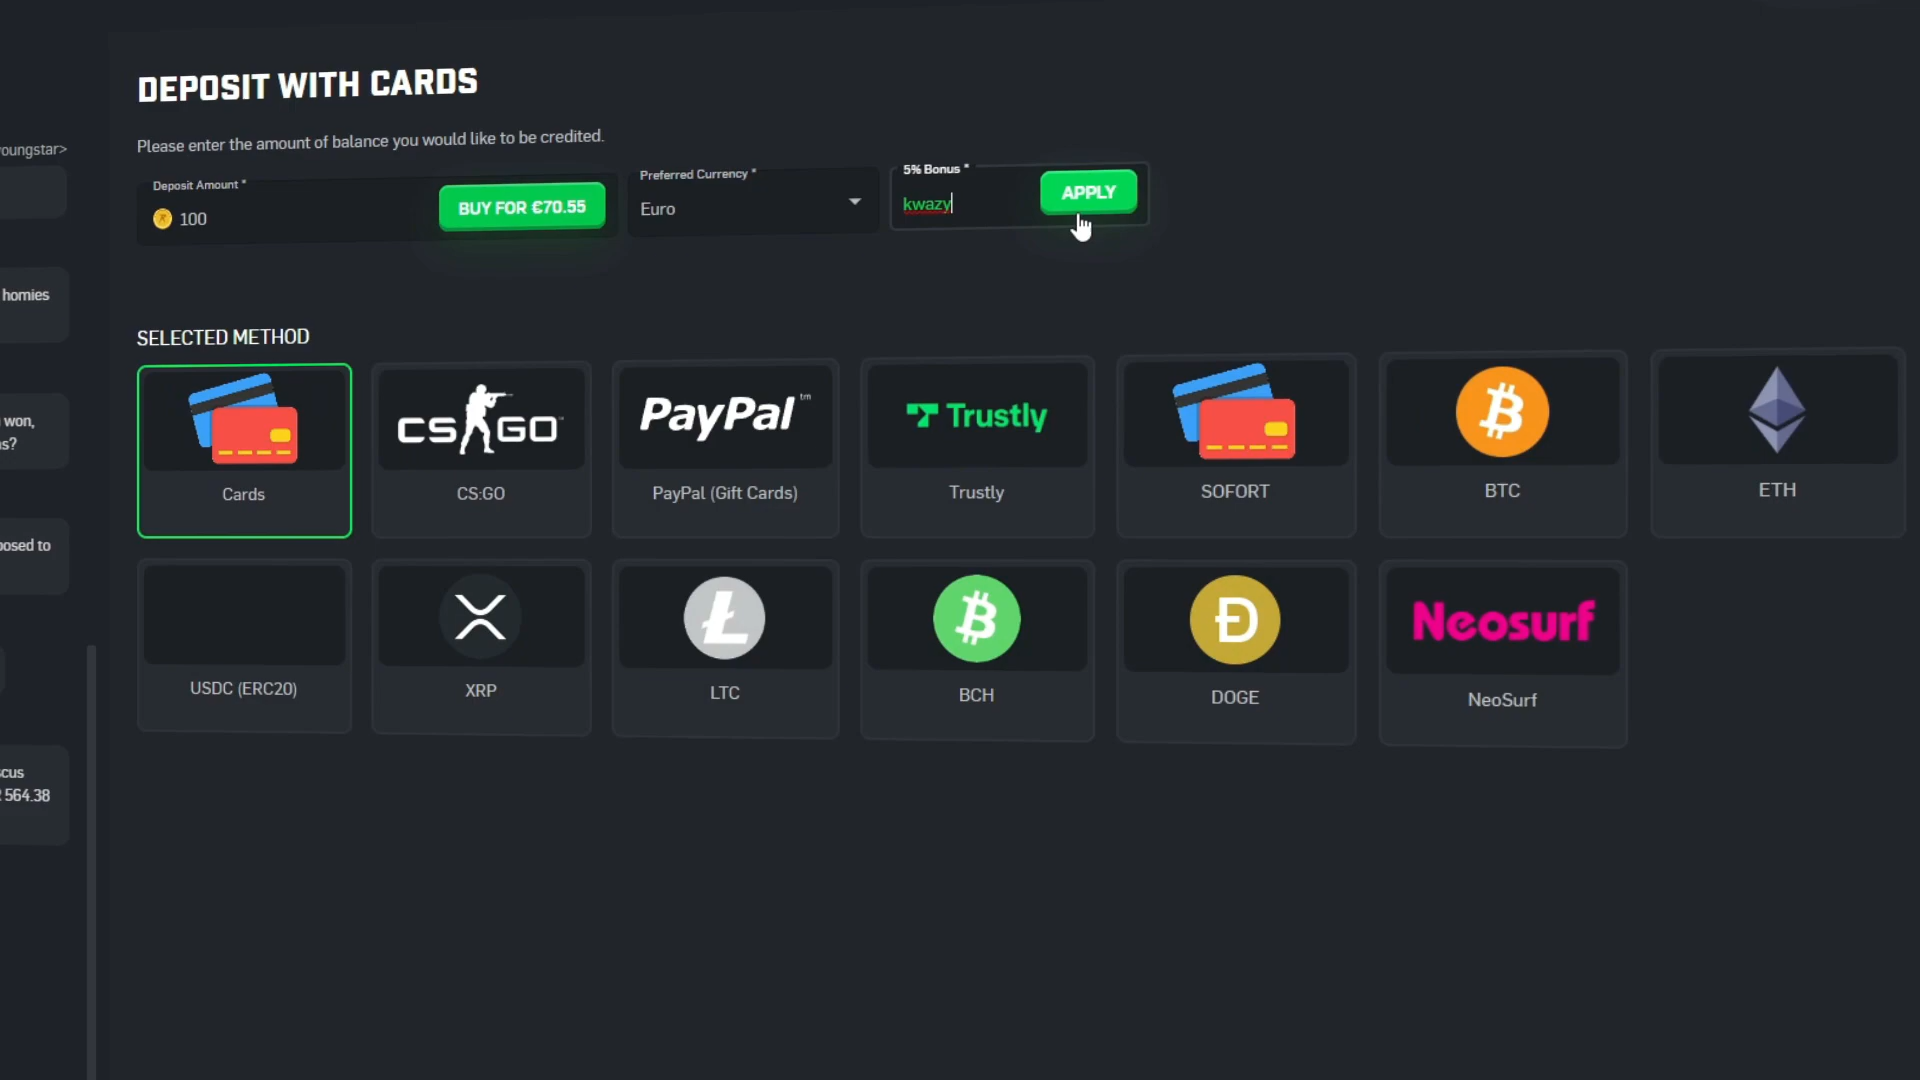 DEPOSIT WITH CARDS
Please enter the amount of balance you would like to be credited.
oungstar>
Deposit Amount *
100
BUY FOR €70.55
Preferred Currency *
Euro
5% Bonus *
kwazy
APPLY
homies
SELECTED METHOD
won,
s?
CS GO
PayPal™
Trustly
Cards
CS:GO
PayPal (Gift Cards)
Trustly
SOFORT
BTC
ETH
osed to
Neosurf
USDC (ERC20)
XRP
LTC
BCH
DOGE
NeoSurf
cus
564.38